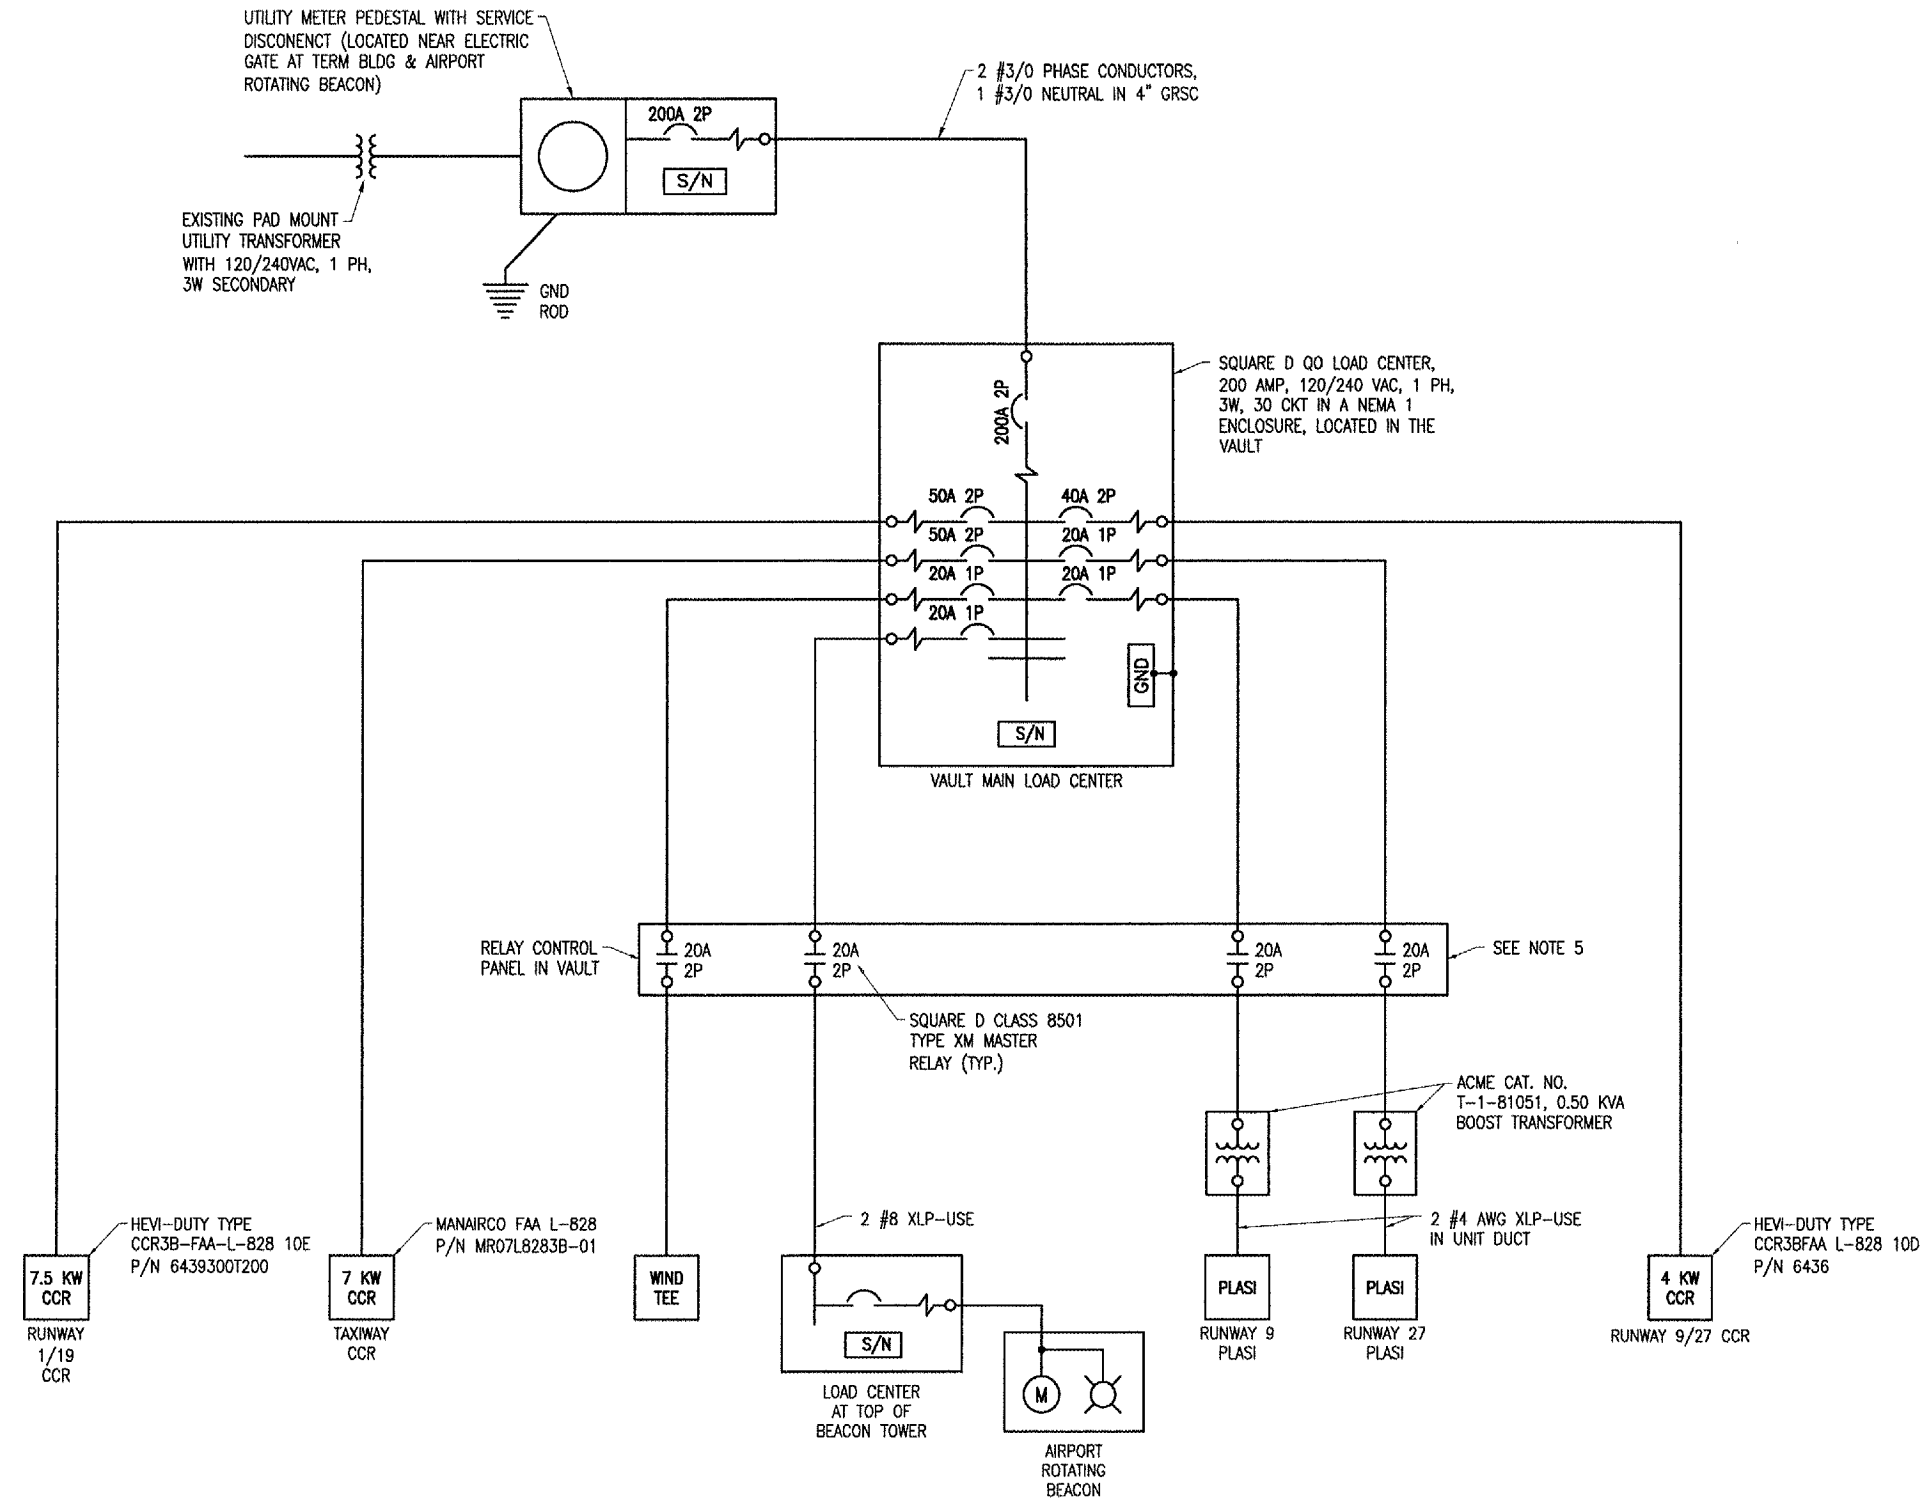 UTILITY METER PEDESTAL WITH SERVICE
DISCONENCT (LOCATED NEAR ELECTRIC
GATE AT TERM BLDG & AIRPORT
ROTATING BEACON)
2 #3/0 PHASE CONDUCTORS,
1 #3/0 NEUTRAL IN 4" GRSC
200A 2P
S/N
EXISTING PAD MOUNT
UTILITY TRANSFORMER
WITH 120/240VAC, 1 PH,
3W SECONDARY
GND
ROD
SQUARE D QO LOAD CENTER,
200 AMP, 120/240 VAC, 1 PH,
3W, 30 CKT IN A NEMA 1
ENCLOSURE, LOCATED IN THE
VAULT
200A 2P
50A 2P
40A 2P
50A 2P
20A 1P
20A 1P
20A 1P
20A 1P
GND
S/N
VAULT MAIN LOAD CENTER
RELAY CONTROL
PANEL IN VAULT
20A
2P
20A
2P
20A
2P
20A
2P
SEE NOTE 5
SQUARE D CLASS 8501
TYPE XM MASTER
RELAY (TYP.)
ACME CAT. NO.
T-1-81051, 0.50 KVA
BOOST TRANSFORMER
HEVI-DUTY TYPE
CCR3B-FAA-L-828 10E
P/N 6439300T200
MANAIRCO FAA L-828
P/N MR07L8283B-01
2 #8 XLP-USE
2 #4 AWG XLP-USE
IN UNIT DUCT
HEVI-DUTY TYPE
CCR3BFAA L-828 10D
P/N 6436
7.5 KW
CCR
RUNWAY
1/19
CCR
7 KW
CCR
TAXIWAY
CCR
WIND
TEE
S/N
LOAD CENTER
AT TOP OF
BEACON TOWER
M
AIRPORT
ROTATING
BEACON
PLASI
RUNWAY 9
PLASI
PLASI
RUNWAY 27
PLASI
4 KW
CCR
RUNWAY 9/27 CCR